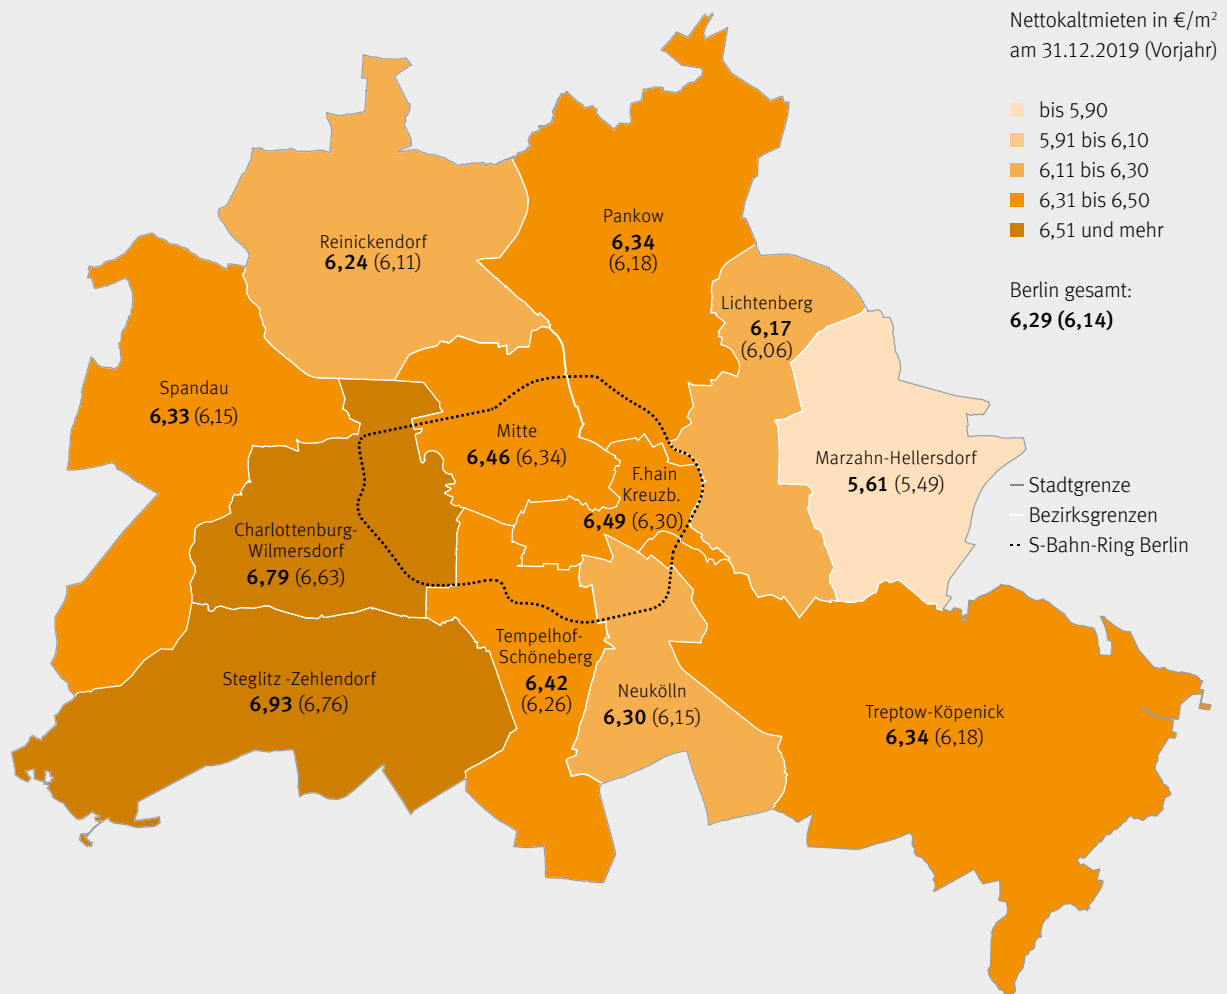 Nettokaltmieten in €/m²
am 31.12.2019 (Vorjahr)
bis 5,90
5,91 bis 6,10
6,11 bis 6,30
6,31 bis 6,50
6,51 und mehr
Berlin gesamt:
6,29 (6,14)
Pankow
6,34
(6,18)
Reinickendorf
6,24 (6,11)
Lichtenberg
6,17
(6,06)
Spandau
6,33 (6,15)
Mitte
6,46 (6,34)
F.hain
Kreuzb.
6,49 (6,30)
Marzahn-Hellersdorf
5,61 (5,49)
Stadtgrenze
Bezirksgrenzen
S-Bahn-Ring Berlin
Charlottenburg-
Wilmersdorf
6,79 (6,63)
Tempelhof-
Schöneberg
6,42
(6,26)
Steglitz -Zehlendorf
6,93 (6,76)
Neukölln
6,30 (6,15)
Treptow-Köpenick
6,34 (6,18)